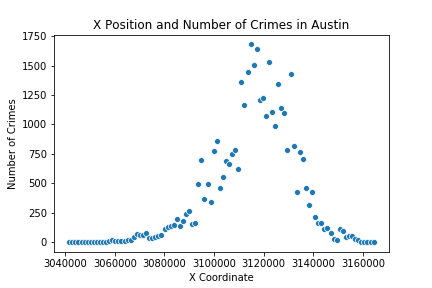 X Position and Number of Crimes in Austin
1750
1500
1250
1000
750
500
250
0
Number of Crimes
3040000 3060000 3080000 3100000 3120000 3140000 3160000
X Coordinate